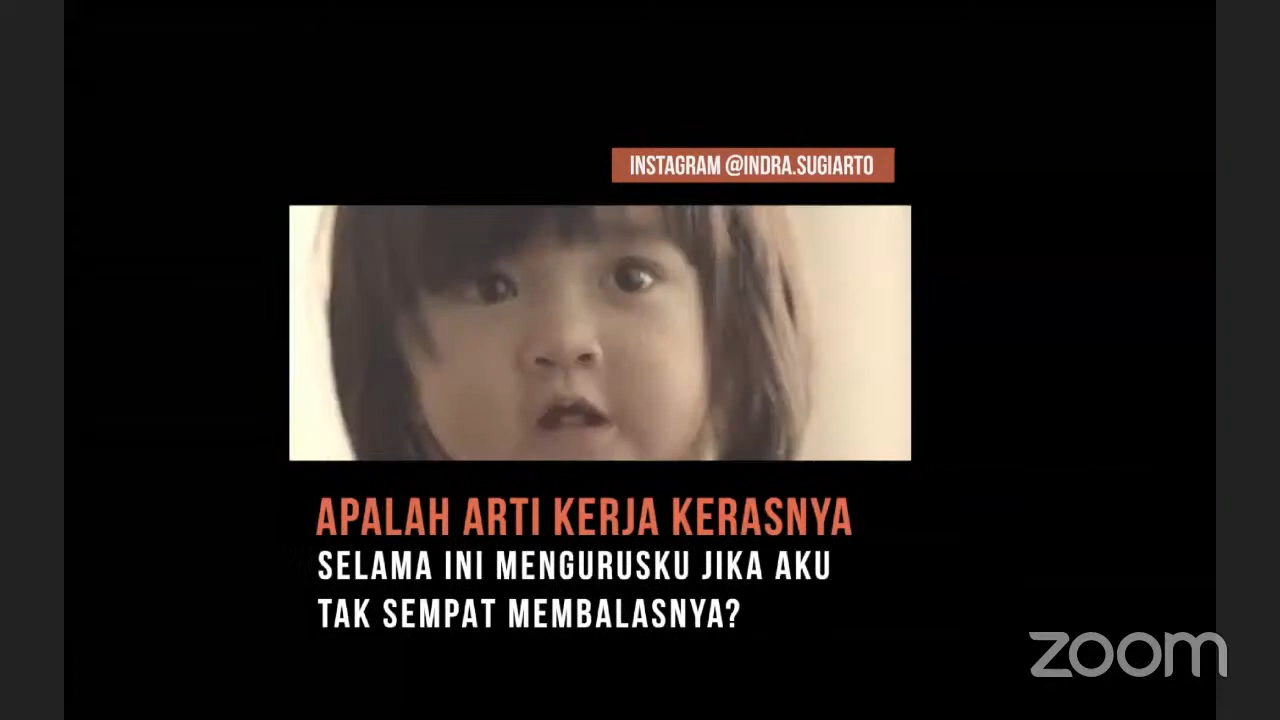 INSTAGRAM @INDRA.SUGIARTO
APALAH ARTI KERJA KERASNYA
SELAMA INI MENGURUSKU JIKA AKU
TAK SEMPAT MEMBALASNYA?
zoom